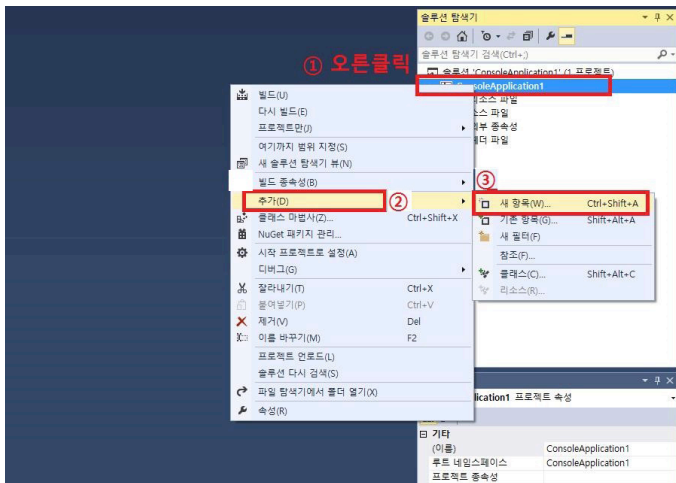 솔루션 탐색기
솔루션 탐색기 검색(Ctrl+;)
① 오른클릭
솔루션 'ConsoleApplication1' (1 프로젝트)
ConsoleApplication1
소스 파일
스 파일
부 종속성
더 파일
빌드(U)
다시 빌드(E)
프로젝트만(J)
여기까지 범위 지정(S)
새 솔루션 탐색기 뷰(N)
빌드 종속성(B)
추가(D)
②
③
새 항목(W)... Ctrl+Shift+A
기존 항목(G)... Shift+Alt+A
새 필터(F)
참조(F)...
클래스(C)... Shift+Alt+C
리소스(R)...
클래스 마법사(Z)... Ctrl+Shift+X
NuGet 패키지 관리...
시작 프로젝트로 설정(A)
디버그(G)
잘라내기(T) Ctrl+X
붙여넣기(P) Ctrl+V
제거(V) Del
이름 바꾸기(M) F2
프로젝트 언로드(L)
솔루션 다시 검색(S)
파일 탐색기에서 폴더 열기(X)
속성(R)
lication1 프로젝트 속성
기타
(이름) ConsoleApplication1
루트 네임스페이스 ConsoleApplication1
프로젝트 종속성